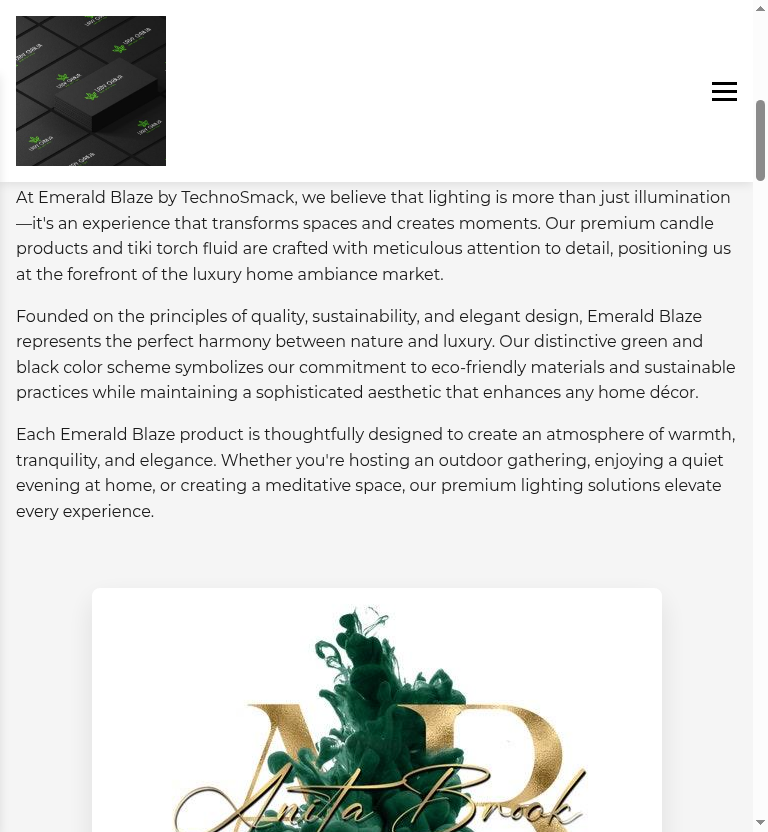 At Emerald Blaze by TechnoSmack, we believe that lighting is more than just illumination
—it's an experience that transforms spaces and creates moments. Our premium candle
products and tiki torch fluid are crafted with meticulous attention to detail, positioning us
at the forefront of the luxury home ambiance market.
Founded on the principles of quality, sustainability, and elegant design, Emerald Blaze
represents the perfect harmony between nature and luxury. Our distinctive green and
black color scheme symbolizes our commitment to eco-friendly materials and sustainable
practices while maintaining a sophisticated aesthetic that enhances any home décor.
Each Emerald Blaze product is thoughtfully designed to create an atmosphere of warmth,
tranquility, and elegance. Whether you're hosting an outdoor gathering, enjoying a quiet
evening at home, or creating a meditative space, our premium lighting solutions elevate
every experience.
Anita Brook